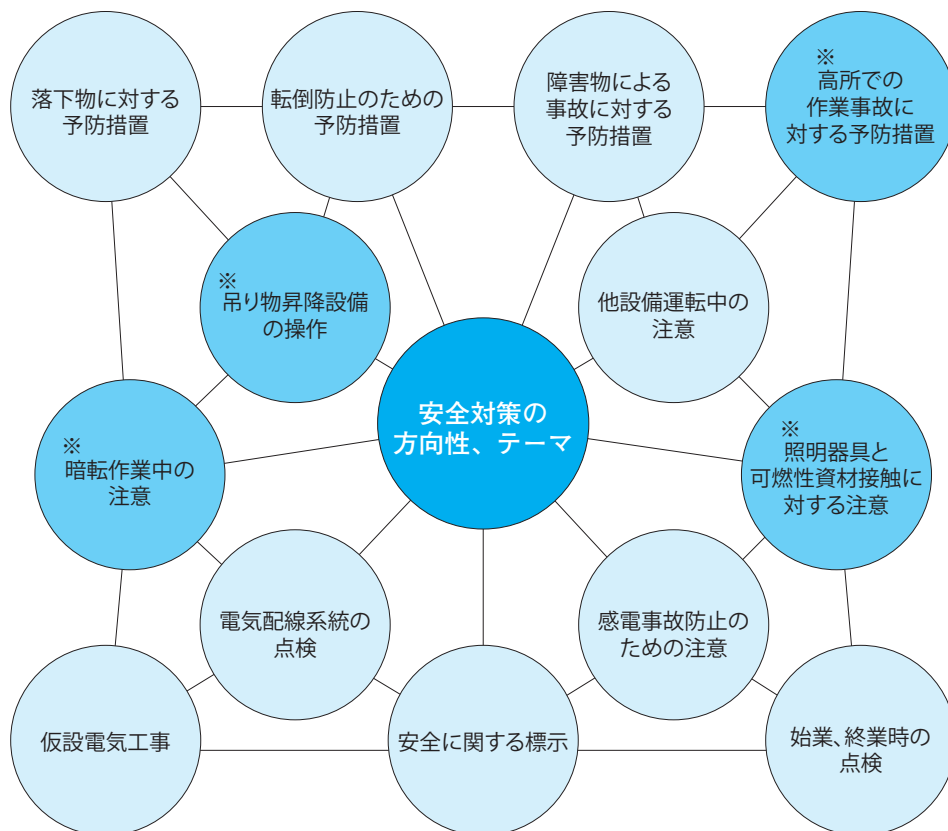 落下物に対する
予防措置
転倒防止のための
予防措置
障害物による
事故に対する
予防措置
※
高所での
作業事故に
対する予防措置
※
吊り物昇降設備
の操作
他設備運転中の
注意
安全対策の
方向性、テーマ
※
暗転作業中の
注意
※
照明器具と
可燃性資材接触に
対する注意
電気配線系統の
点検
感電事故防止の
ための注意
仮設電気工事
安全に関する標示
始業、終業時の
点検